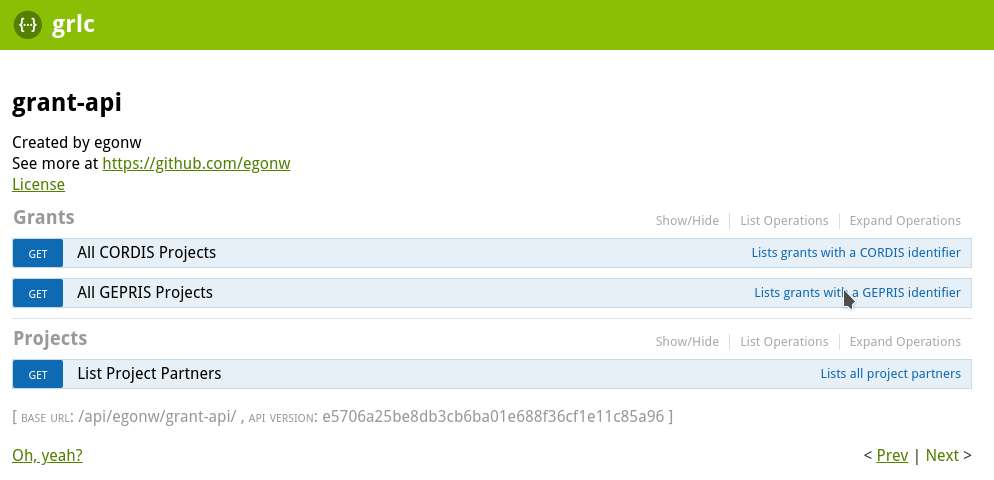 {··} grlc
grant-api
Created by egonw
See more at https://github.com/egonw
License
Grants Show/Hide | List Operations | Expand Operations
GET All CORDIS Projects Lists grants with a CORDIS identifier
GET All GEPRIS Projects Lists grants with a GEPRIS identifier
Projects Show/Hide | List Operations | Expand Operations
GET List Project Partners Lists all project partners
[ BASE URL: /api/egonw/grant-api/ , API VERSION: e5706a25be8db3cb6ba01e688f36cf1e11c85a96 ]
Oh, yeah? < Prev | Next >